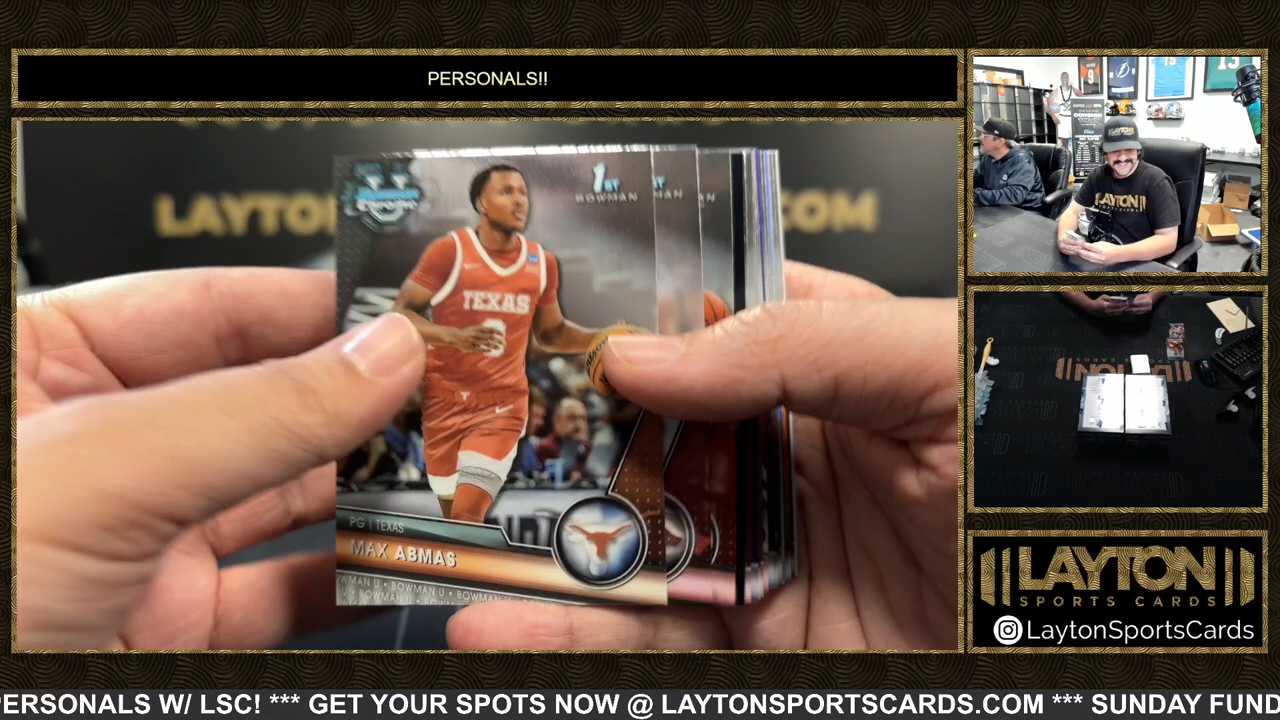 PERSONALS!!
LAYTON
COM
1ST
BOWMAN
TEXAS
PG | TEXAS
MAX ABMAS
BOWMAN U • BOWMAN U
LAYTON
SPORTS CARDS
LaytonSportsCards
PERSONALS W/ LSC! *** GET YOUR SPOTS NOW @ LAYTONSPORTSCARDS.COM *** SUNDAY FUND